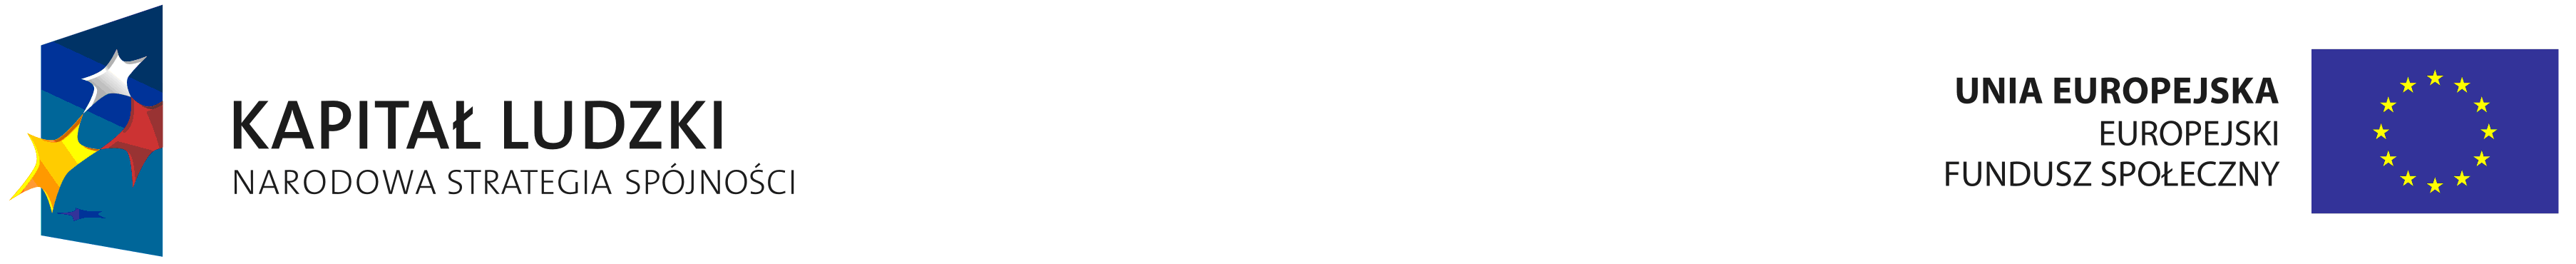 KAPITAŁ LUDZKI
NARODOWA STRATEGIA SPÓJNOŚCI
UNIA EUROPEJSKA
EUROPEJSKI
FUNDUSZ SPOŁECZNY